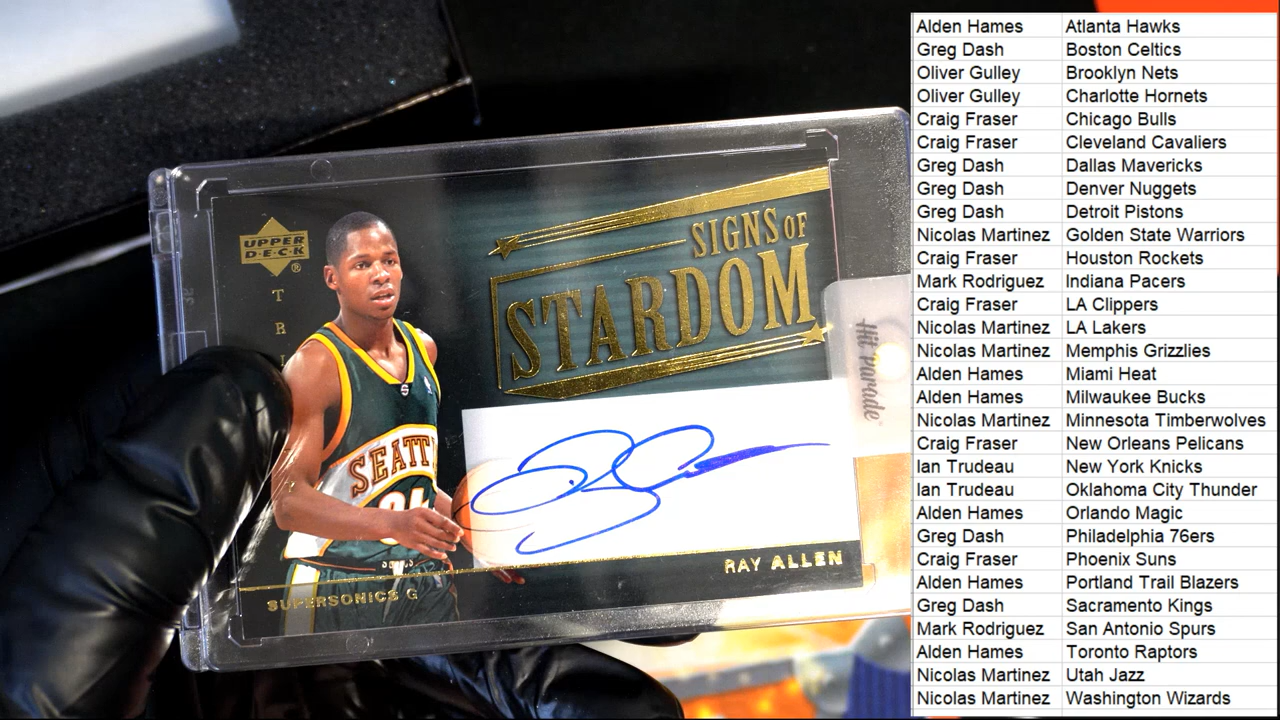 UPPER
D·E·C·K
®
T
R
SIGNS OF
STARDOM
Hit Parade
SEATT
RAY ALLEN
SUPERSONICS G
Alden Hames Atlanta Hawks
Greg Dash Boston Celtics
Oliver Gulley Brooklyn Nets
Oliver Gulley Charlotte Hornets
Craig Fraser Chicago Bulls
Craig Fraser Cleveland Cavaliers
Greg Dash Dallas Mavericks
Greg Dash Denver Nuggets
Greg Dash Detroit Pistons
Nicolas Martinez Golden State Warriors
Craig Fraser Houston Rockets
Mark Rodriguez Indiana Pacers
Craig Fraser LA Clippers
Nicolas Martinez LA Lakers
Nicolas Martinez Memphis Grizzlies
Alden Hames Miami Heat
Alden Hames Milwaukee Bucks
Nicolas Martinez Minnesota Timberwolves
Craig Fraser New Orleans Pelicans
Ian Trudeau New York Knicks
Ian Trudeau Oklahoma City Thunder
Alden Hames Orlando Magic
Greg Dash Philadelphia 76ers
Craig Fraser Phoenix Suns
Alden Hames Portland Trail Blazers
Greg Dash Sacramento Kings
Mark Rodriguez San Antonio Spurs
Alden Hames Toronto Raptors
Nicolas Martinez Utah Jazz
Nicolas Martinez Washington Wizards